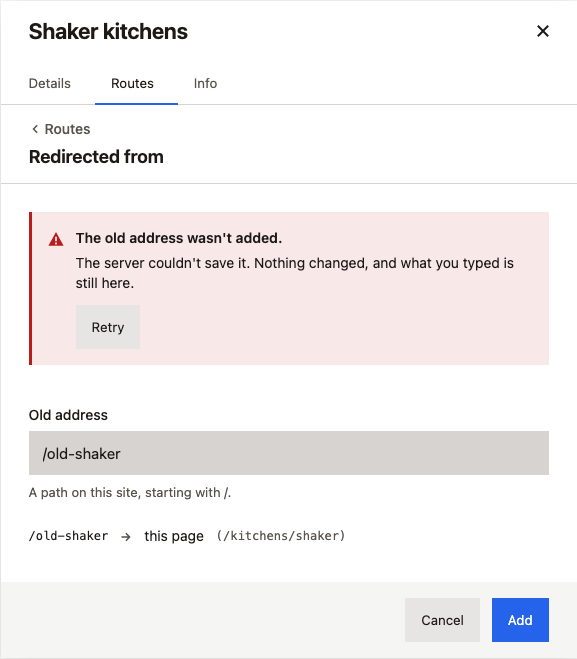 Shaker kitchens
Details Routes Info
Routes
Redirected from
The old address wasn't added.
The server couldn't save it. Nothing changed, and what you typed is
still here.
Retry
Old address
/old-shaker
A path on this site, starting with /.
/old-shaker → this page (/kitchens/shaker)
Cancel Add